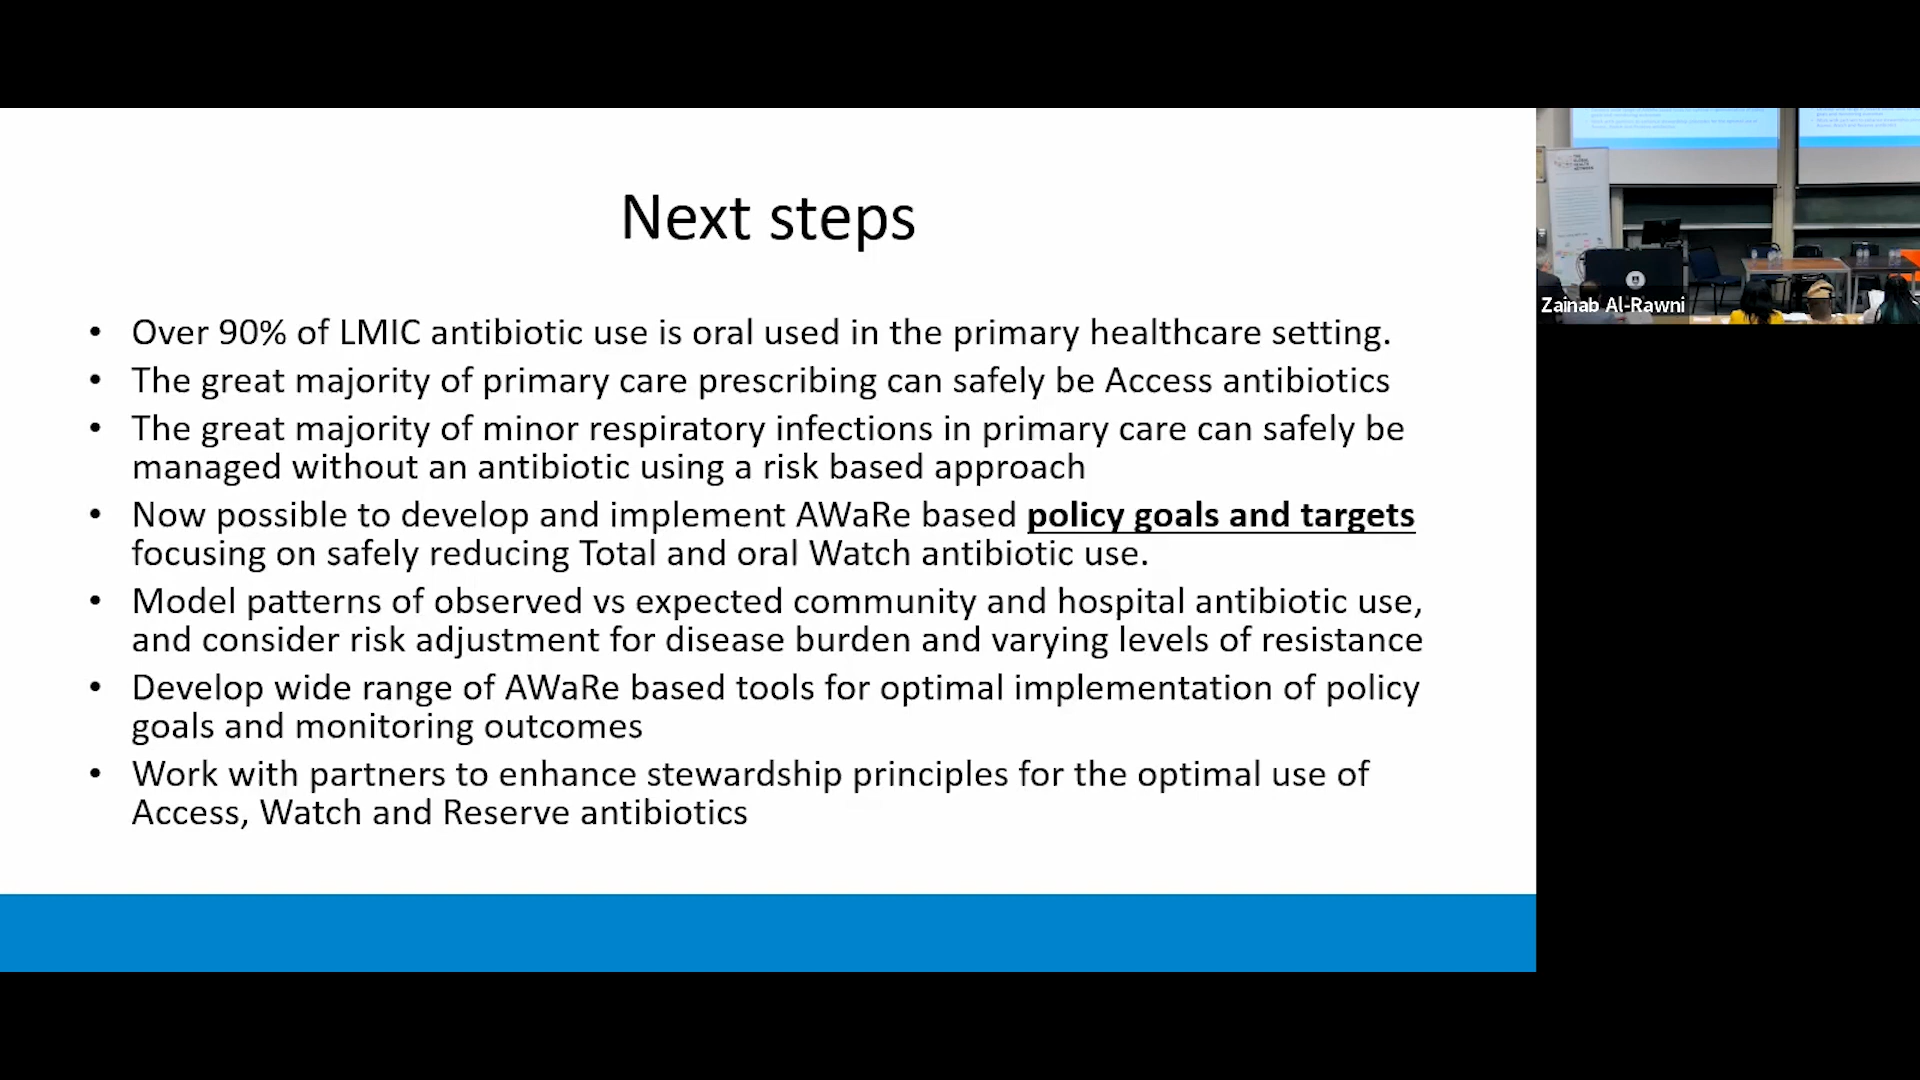 Next steps
• Over 90% of LMIC antibiotic use is oral used in the primary healthcare setting.
• The great majority of primary care prescribing can safely be Access antibiotics
• The great majority of minor respiratory infections in primary care can safely be
managed without an antibiotic using a risk based approach
• Now possible to develop and implement AWaRe based policy goals and targets
focusing on safely reducing Total and oral Watch antibiotic use.
• Model patterns of observed vs expected community and hospital antibiotic use,
and consider risk adjustment for disease burden and varying levels of resistance
• Develop wide range of AWaRe based tools for optimal implementation of policy
goals and monitoring outcomes
• Work with partners to enhance stewardship principles for the optimal use of
Access, Watch and Reserve antibiotics
THE
GLOBAL
HEALTH
NETWORK
Zainab Al-Rawni